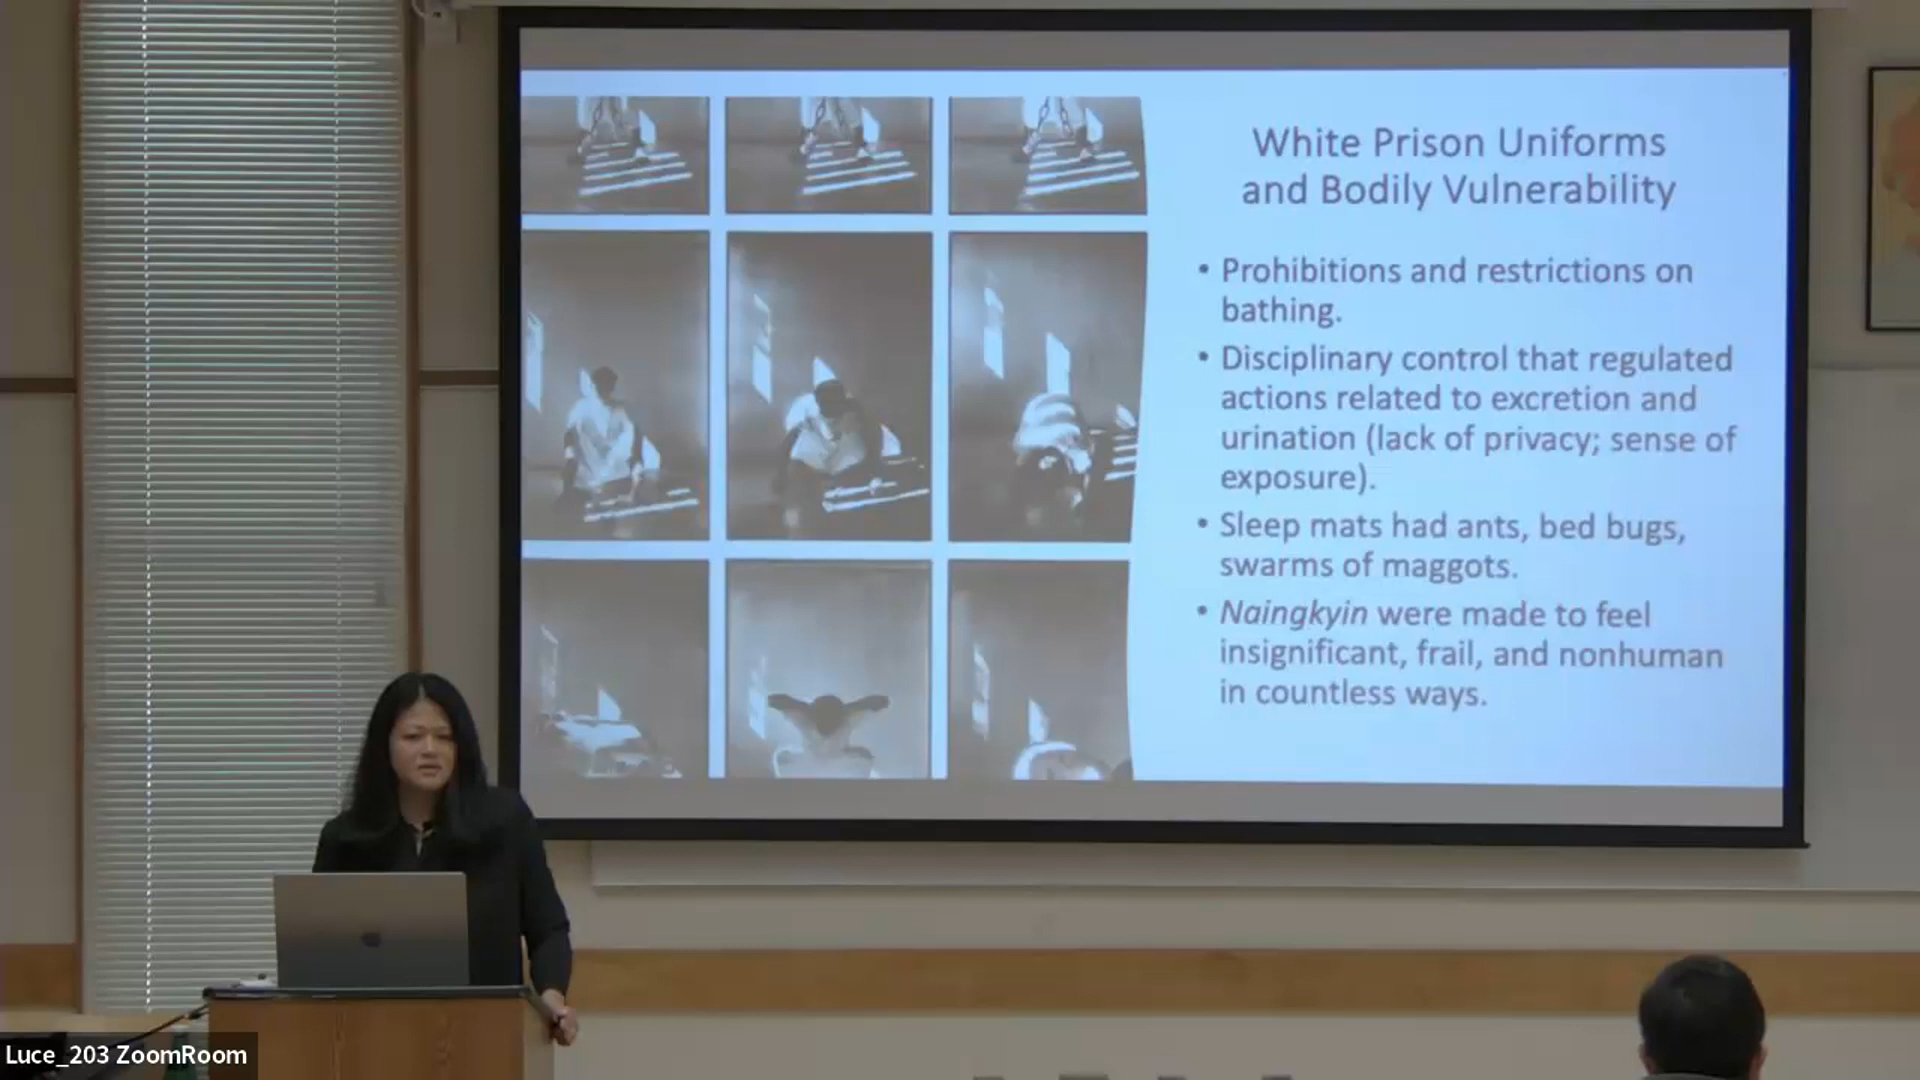 White Prison Uniforms
and Bodily Vulnerability
• Prohibitions and restrictions on
bathing.
• Disciplinary control that regulated
actions related to excretion and
urination (lack of privacy; sense of
exposure).
• Sleep mats had ants, bed bugs,
swarms of maggots.
• Naingkyin were made to feel
insignificant, frail, and nonhuman
in countless ways.
Luce_203 ZoomRoom